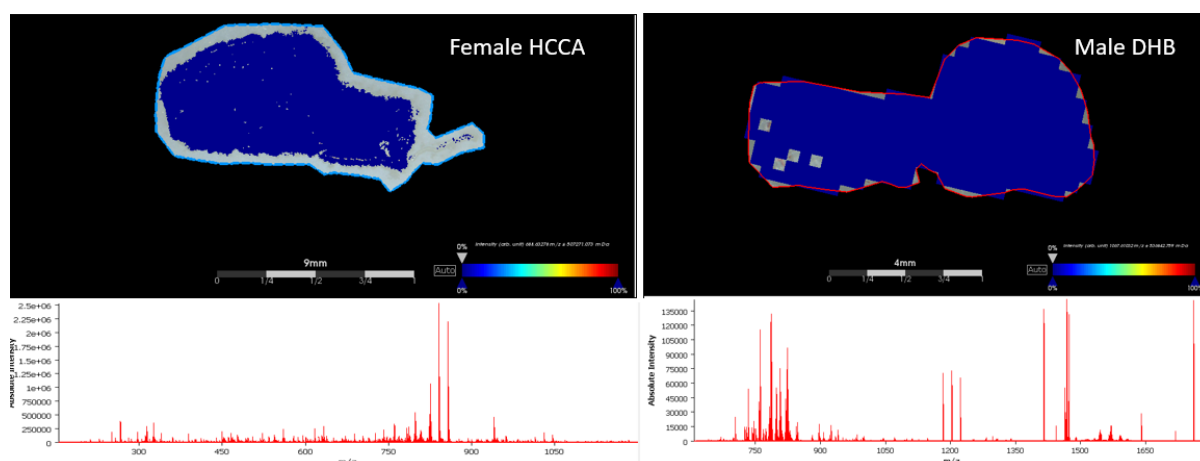 Female HCCA
9mm
0 1/4 1/2 3/4 1
0%
Auto
0% 100%
Male DHB
4mm
0 1/4 1/2 3/4 1
0%
Auto
0% 100%
Absolute Intensity
2.5e+06
2.25e+06
2e+06
1.75e+06
1.5e+06
1.25e+06
1e+06
750000
500000
250000
0
300 450 600 750 900 1050
m/z
Absolute Intensity
135000
120000
105000
90000
75000
60000
45000
30000
15000
0
750 900 1050 1200 1350 1500 1650
m/z